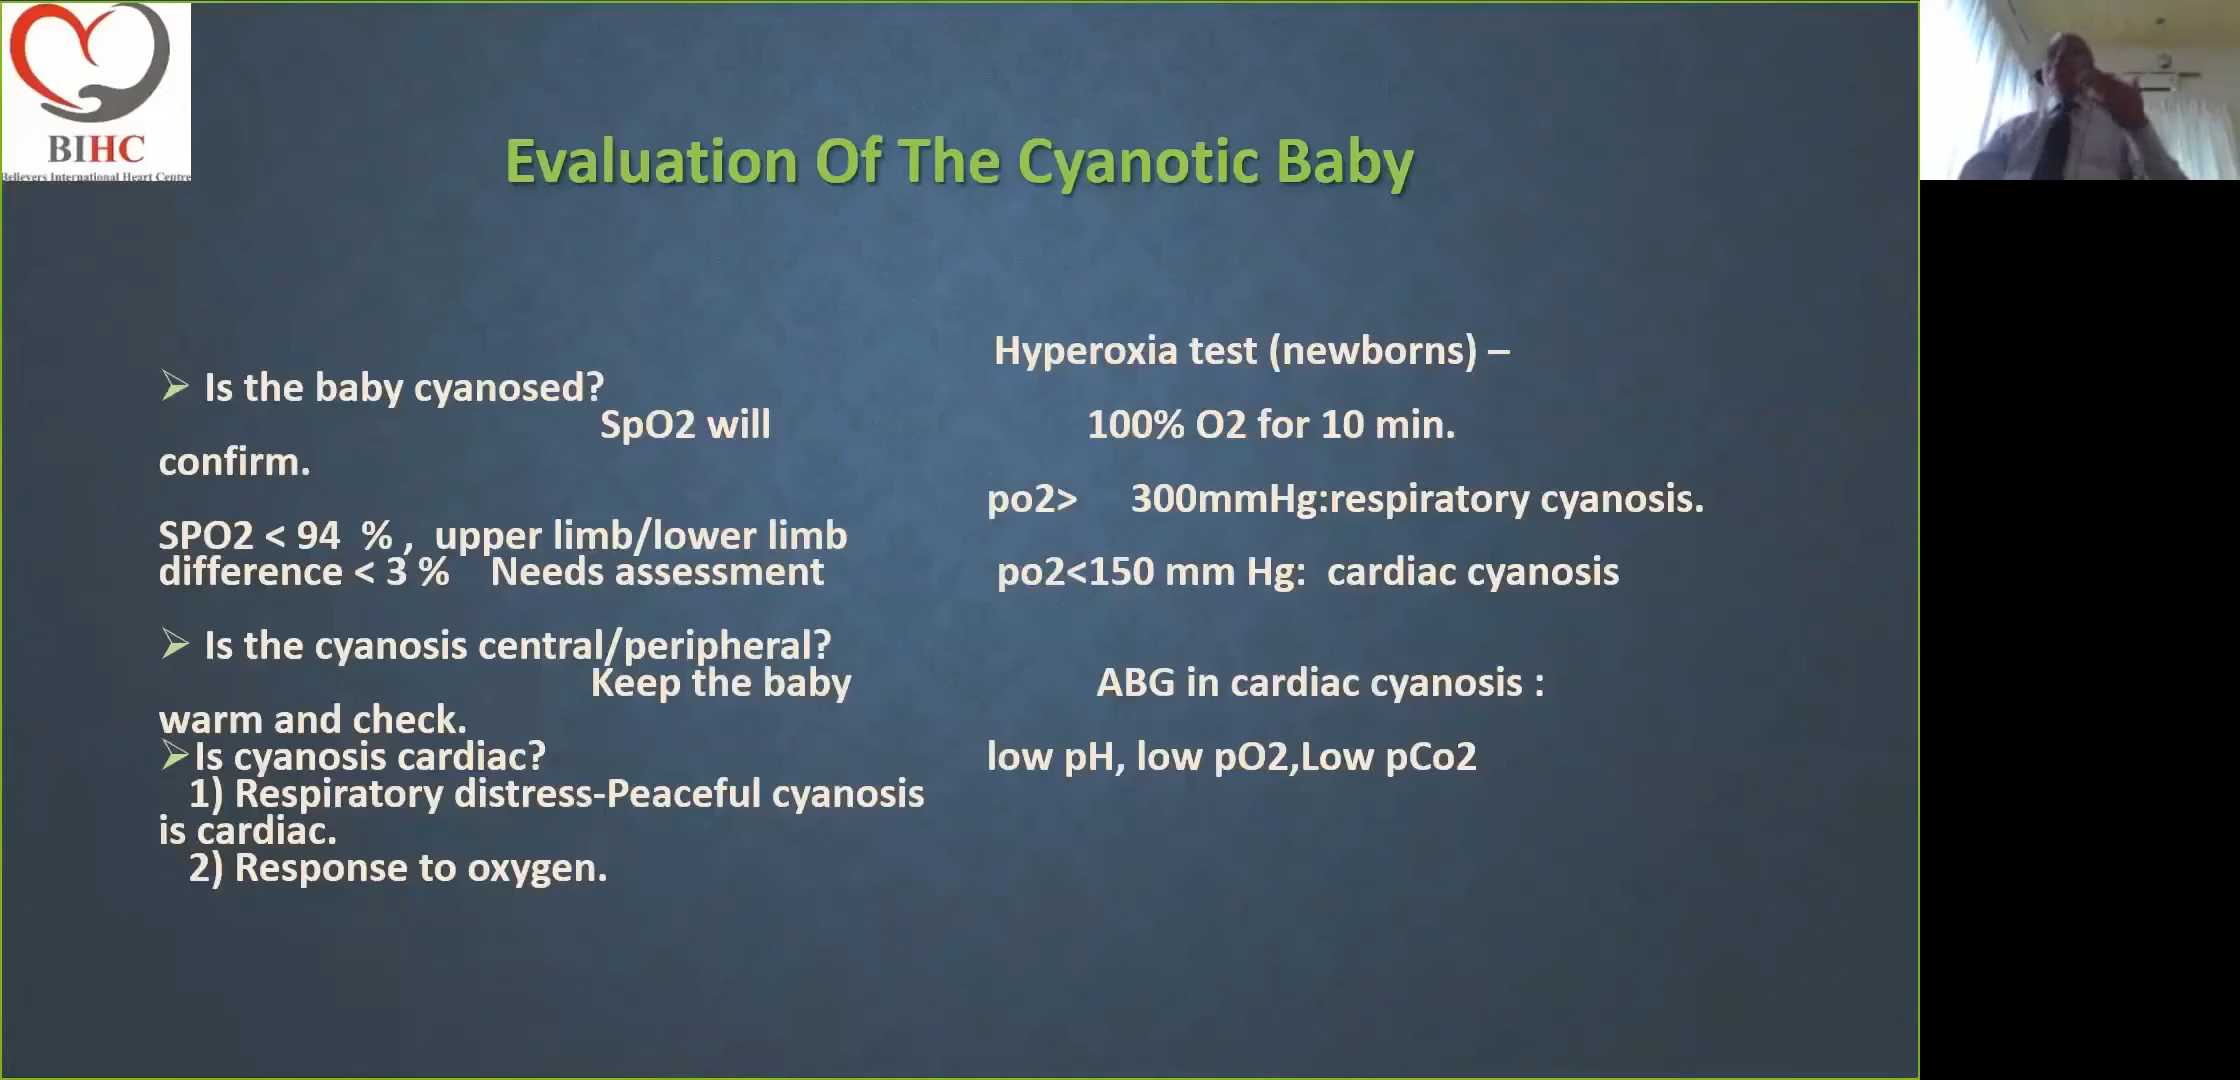 BIHC
Believers International Heart Centre
Evaluation Of The Cyanotic Baby
Is the baby cyanosed?
SpO2 will
confirm.
SPO2 < 94 % , upper limb/lower limb
difference < 3 % Needs assessment
Is the cyanosis central/peripheral?
Keep the baby
warm and check.
Is cyanosis cardiac?
1) Respiratory distress-Peaceful cyanosis
is cardiac.
2) Response to oxygen.
Hyperoxia test (newborns) –
100% O2 for 10 min.
po2> 300mmHg:respiratory cyanosis.
po2<150 mm Hg: cardiac cyanosis
ABG in cardiac cyanosis :
low pH, low pO2,Low pCo2